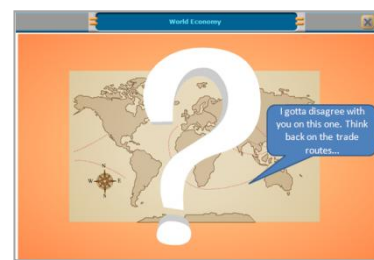 World Economy
I gotta disagree with
you on this one. Think
back on the trade
routes...
N
W
E
S